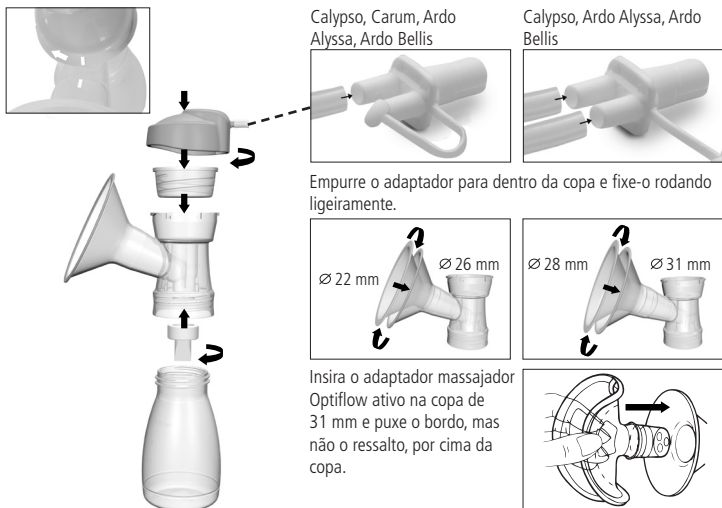 Calypso, Carum, Ardo
Alyssa, Ardo Bellis
Calypso, Ardo Alyssa, Ardo
Bellis
Empurre o adaptador para dentro da copa e fixe-o rodando
ligeiramente.
⌀ 22 mm
⌀ 26 mm
⌀ 28 mm
⌀ 31 mm
Insira o adaptador massajador
Optiflow ativo na copa de
31 mm e puxe o bordo, mas
não o ressalto, por cima da
copa.